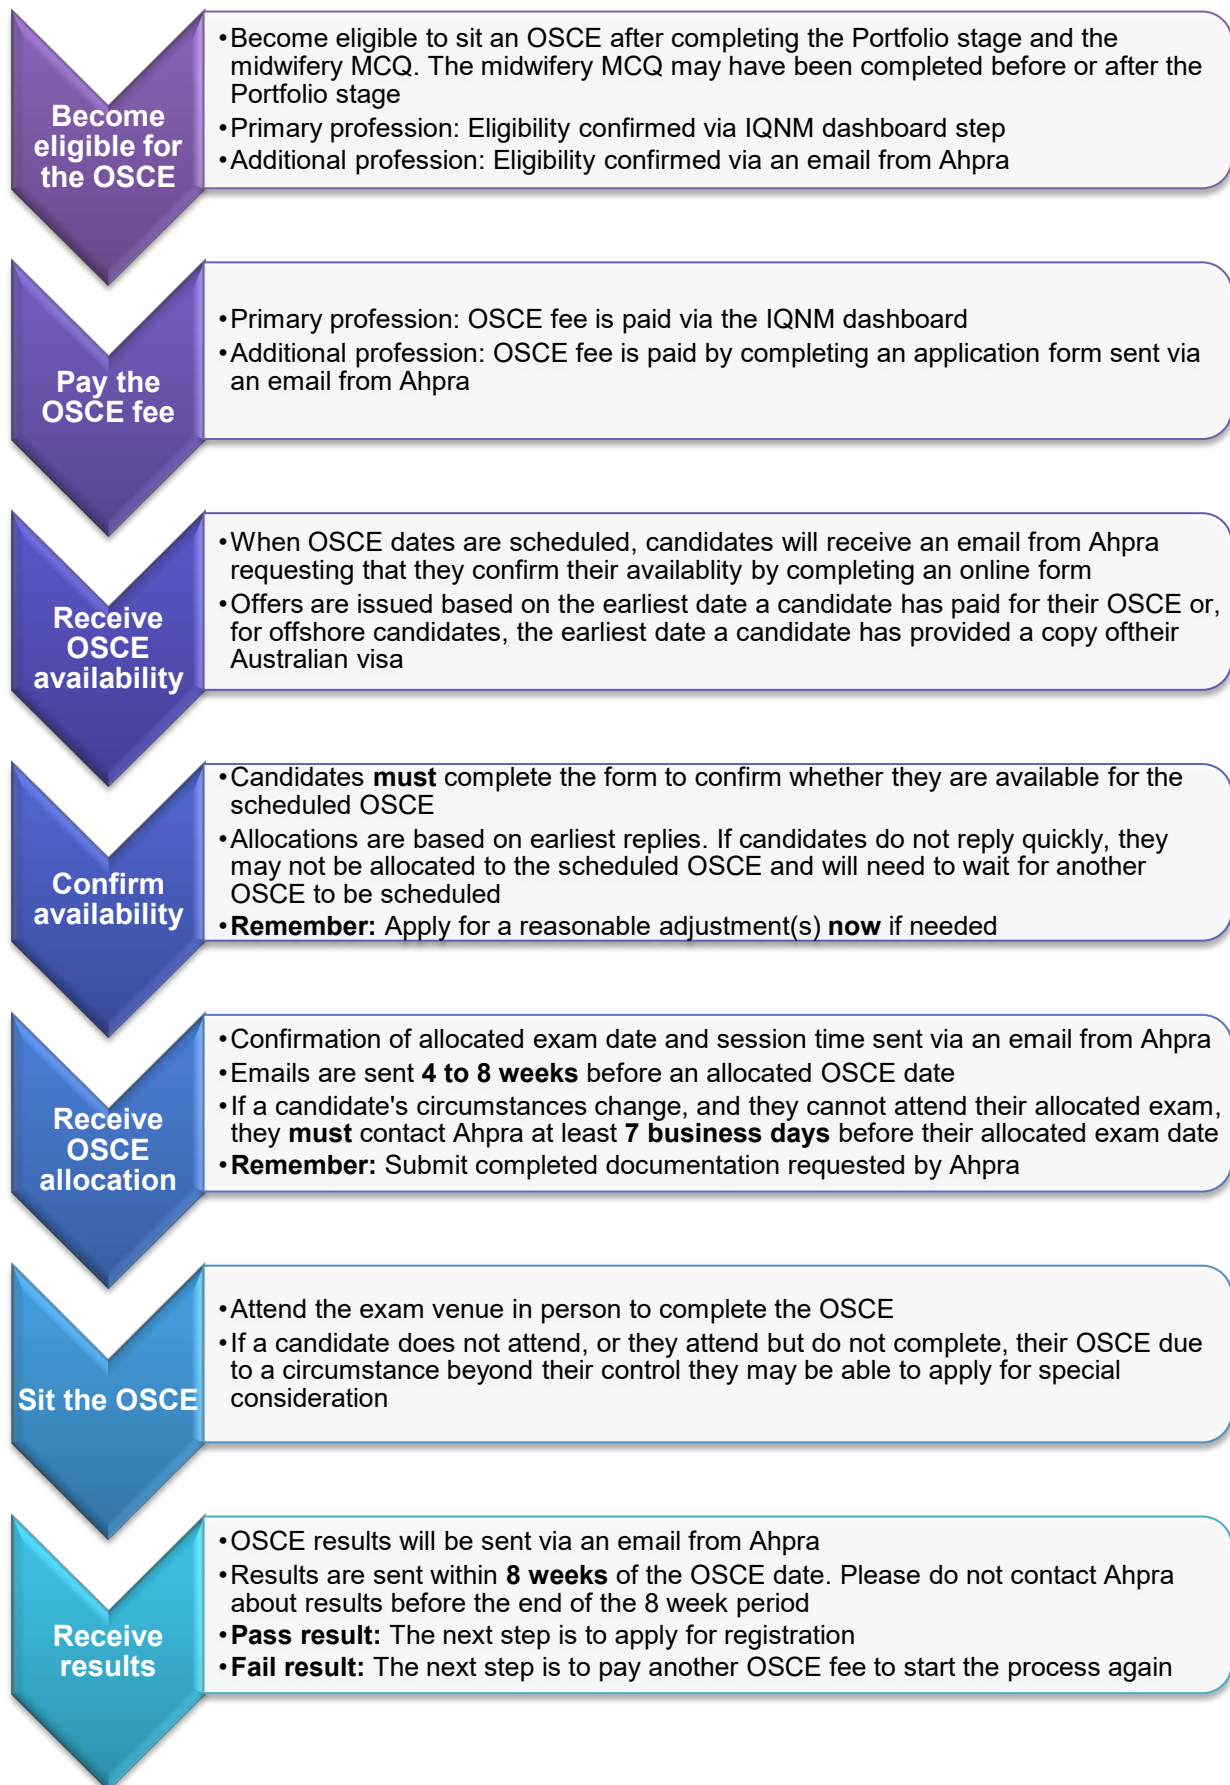 Become
eligible for
the OSCE
•Become eligible to sit an OSCE after completing the Portfolio stage and the
midwifery MCQ. The midwifery MCQ may have been completed before or after the
Portfolio stage
•Primary profession: Eligibility confirmed via IQNM dashboard step
•Additional profession: Eligibility confirmed via an email from Ahpra
Pay the
OSCE fee
•Primary profession: OSCE fee is paid via the IQNM dashboard
•Additional profession: OSCE fee is paid by completing an application form sent via
an email from Ahpra
Receive
OSCE
availability
•When OSCE dates are scheduled, candidates will receive an email from Ahpra
requesting that they confirm their availablity by completing an online form
•Offers are issued based on the earliest date a candidate has paid for their OSCE or,
for offshore candidates, the earliest date a candidate has provided a copy oftheir
Australian visa
Confirm
availability
•Candidates must complete the form to confirm whether they are available for the
scheduled OSCE
•Allocations are based on earliest replies. If candidates do not reply quickly, they
may not be allocated to the scheduled OSCE and will need to wait for another
OSCE to be scheduled
•Remember: Apply for a reasonable adjustment(s) now if needed
Receive
OSCE
allocation
•Confirmation of allocated exam date and session time sent via an email from Ahpra
•Emails are sent 4 to 8 weeks before an allocated OSCE date
•If a candidate's circumstances change, and they cannot attend their allocated exam,
they must contact Ahpra at least 7 business days before their allocated exam date
•Remember: Submit completed documentation requested by Ahpra
Sit the OSCE
•Attend the exam venue in person to complete the OSCE
•If a candidate does not attend, or they attend but do not complete, their OSCE due
to a circumstance beyond their control they may be able to apply for special
consideration
Receive
results
•OSCE results will be sent via an email from Ahpra
•Results are sent within 8 weeks of the OSCE date. Please do not contact Ahpra
about results before the end of the 8 week period
•Pass result: The next step is to apply for registration
•Fail result: The next step is to pay another OSCE fee to start the process again